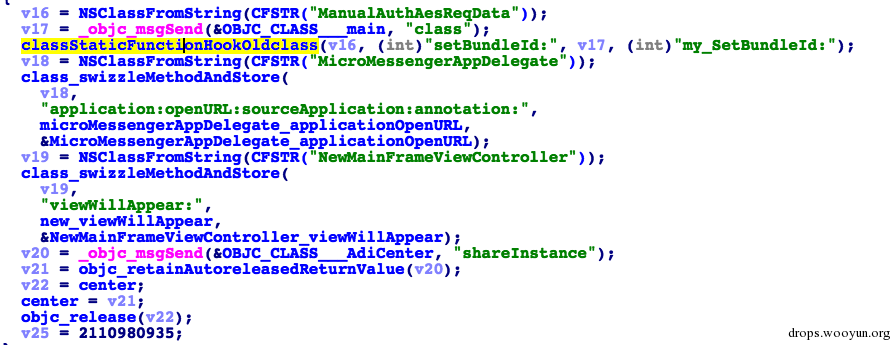 {
v16 = NSClassFromString(CFSTR("ManualAuthAesReqData"));
v17 = _objc_msgSend(&OBJC_CLASS___main, "class");
classStaticFunctionHookOldclass(v16, (int)"setBundleId:", v17, (int)"my_SetBundleId:");
v18 = NSClassFromString(CFSTR("MicroMessengerAppDelegate"));
class_swizzleMethodAndStore(
v18,
"application:openURL:sourceApplication:annotation:",
microMessengerAppDelegate_applicationOpenURL,
&MicroMessengerAppDelegate_applicationOpenURL);
v19 = NSClassFromString(CFSTR("NewMainFrameViewController"));
class_swizzleMethodAndStore(
v19,
"viewWillAppear:",
new_viewWillAppear,
&NewMainFrameViewController_viewWillAppear);
v20 = _objc_msgSend(&OBJC_CLASS___AdiCenter, "shareInstance");
v21 = objc_retainAutoreleasedReturnValue(v20);
v22 = center;
center = v21;
objc_release(v22);
v25 = 2110980935;
drops.wooyun.org